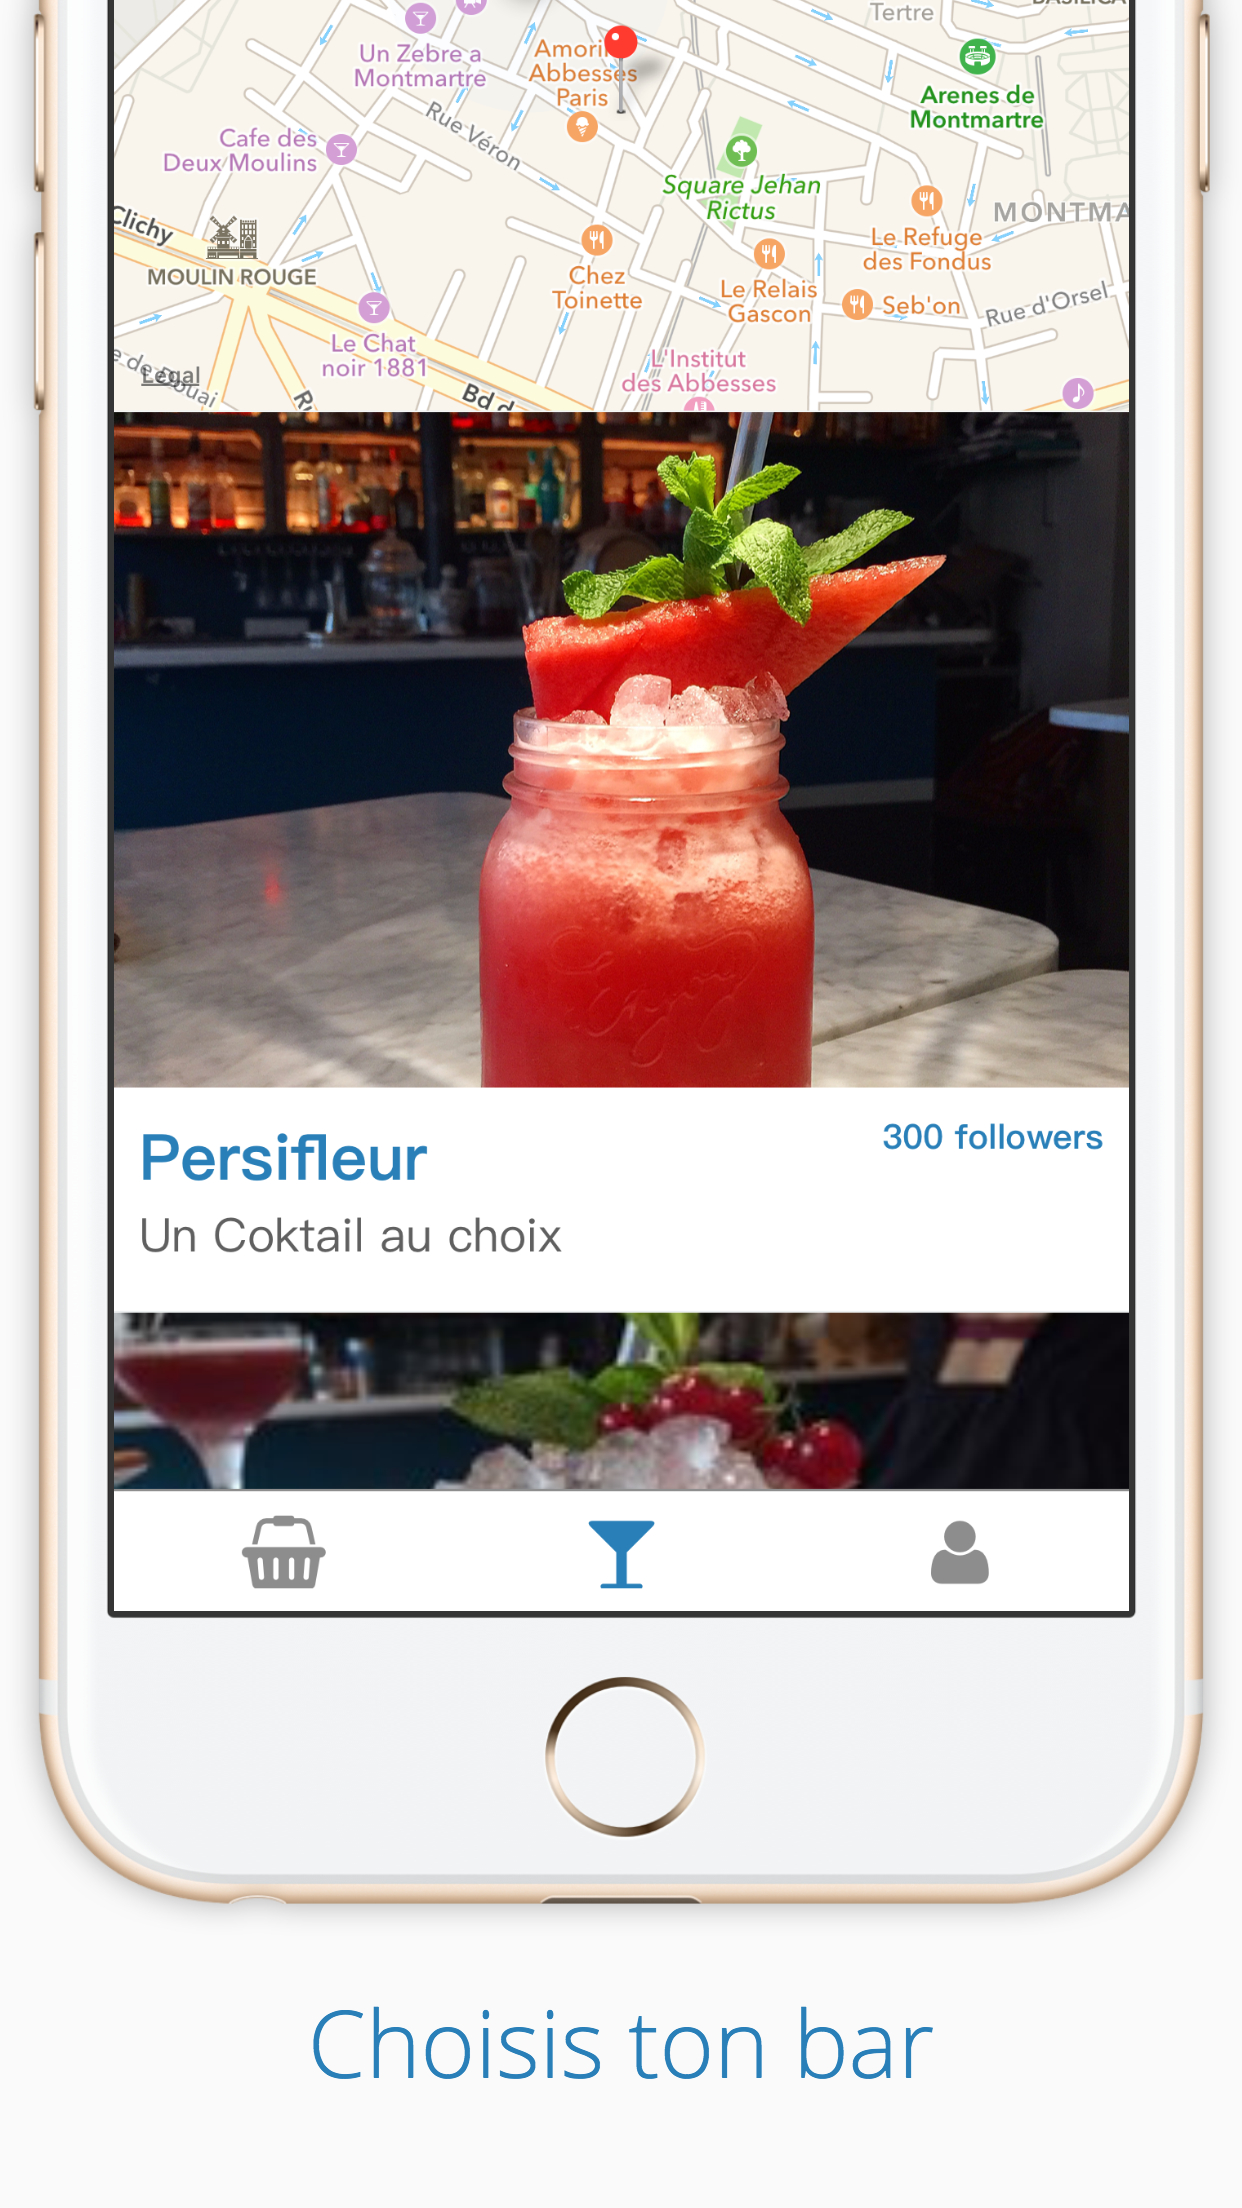 Tertre
Un Zebre a
Montmartre
Abbesses
Paris
Arenes de
Montmartre
Rue Véron
Cafe des
Deux Moulins
Square Jehan
Rictus
MONTMA
Clichy
MOULIN ROUGE
Chez
Toinette
Le Relais
Gascon
Le Refuge
des Fondus
Seb'on
Rue d'Orsel
Le Chat
noir 1881
L'Institut
des Abbesses
Legal
Bd d
Enjoy
Persifleur
300 followers
Un Coktail au choix
Choisis ton bar